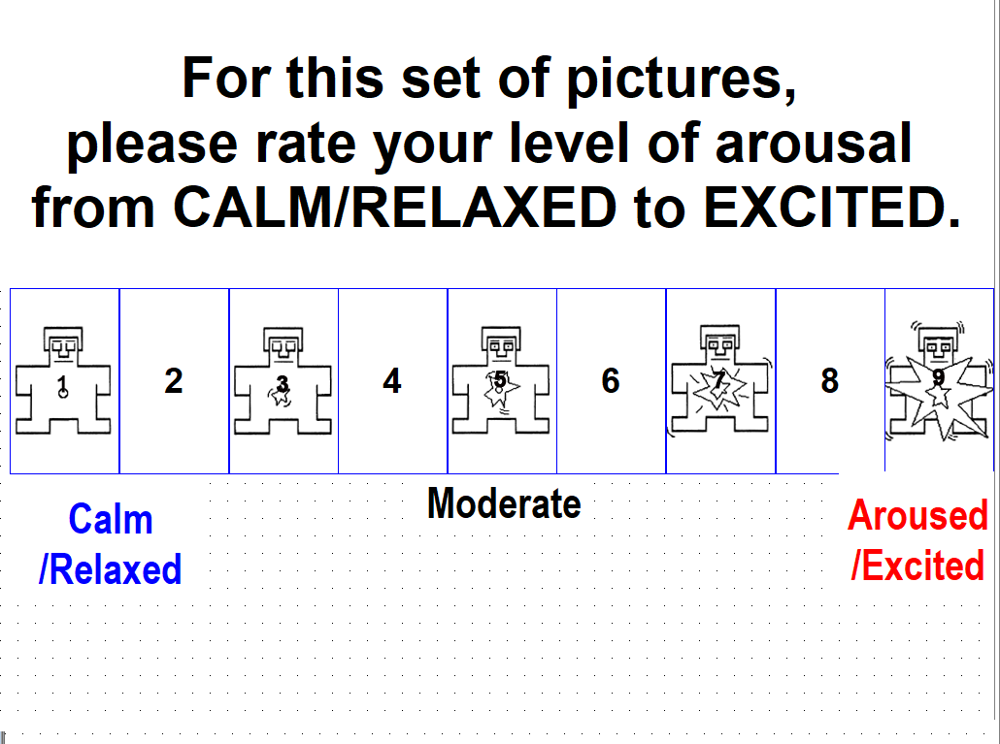 For this set of pictures,
please rate your level of arousal
from CALM/RELAXED to EXCITED.
1 2 3 4 5 6 7 8 9
Calm
/Relaxed
Moderate
Aroused
/Excited